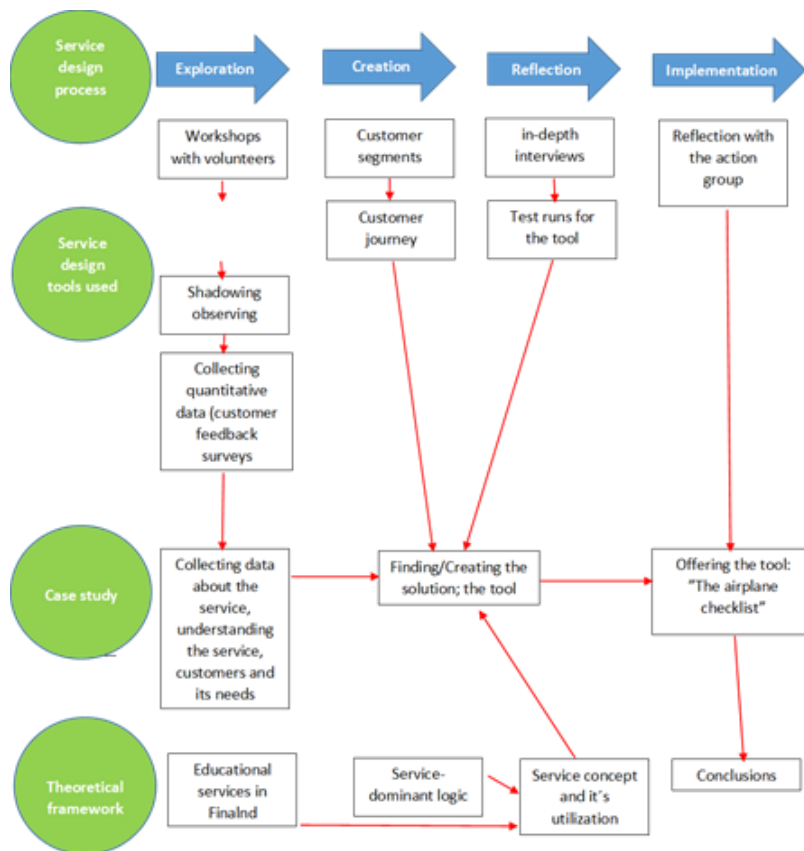 Service
design
process
Exploration
Creation
Reflection
Implementation
Workshops
with volunteers
Customer
segments
in-depth
interviews
Reflection with
the action
group
Service
design
tools used
Customer
journey
Test runs for
the tool
Shadowing
observing
Collecting
quantitative
data (customer
feedback
surveys
Case study
Collecting data
about the
service,
understanding
the service,
customers and
its needs
Finding/Creating the
solution; the tool
Offering the tool:
"The airplane
checklist"
Theoretical
framework
Educational
services in
Finalnd
Service-
dominant logic
Service concept
and it´s
utilization
Conclusions